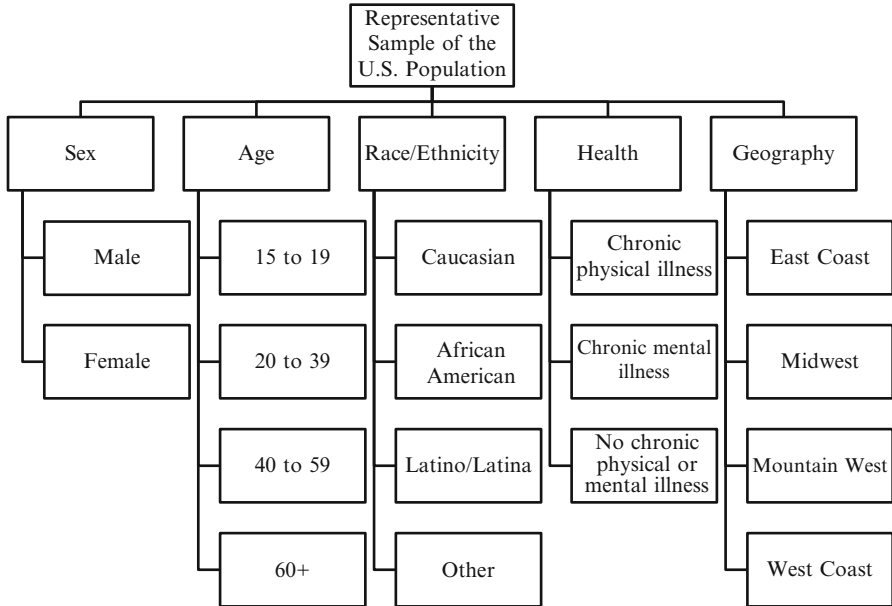 Representative
Sample of the
U.S. Population
Sex
Age
Race/Ethnicity
Health
Geography
Male
15 to 19
Caucasian
Chronic
physical illness
East Coast
Female
20 to 39
African
American
Chronic mental
illness
Midwest
40 to 59
Latino/Latina
No chronic
physical or
mental illness
Mountain West
60+
Other
West Coast